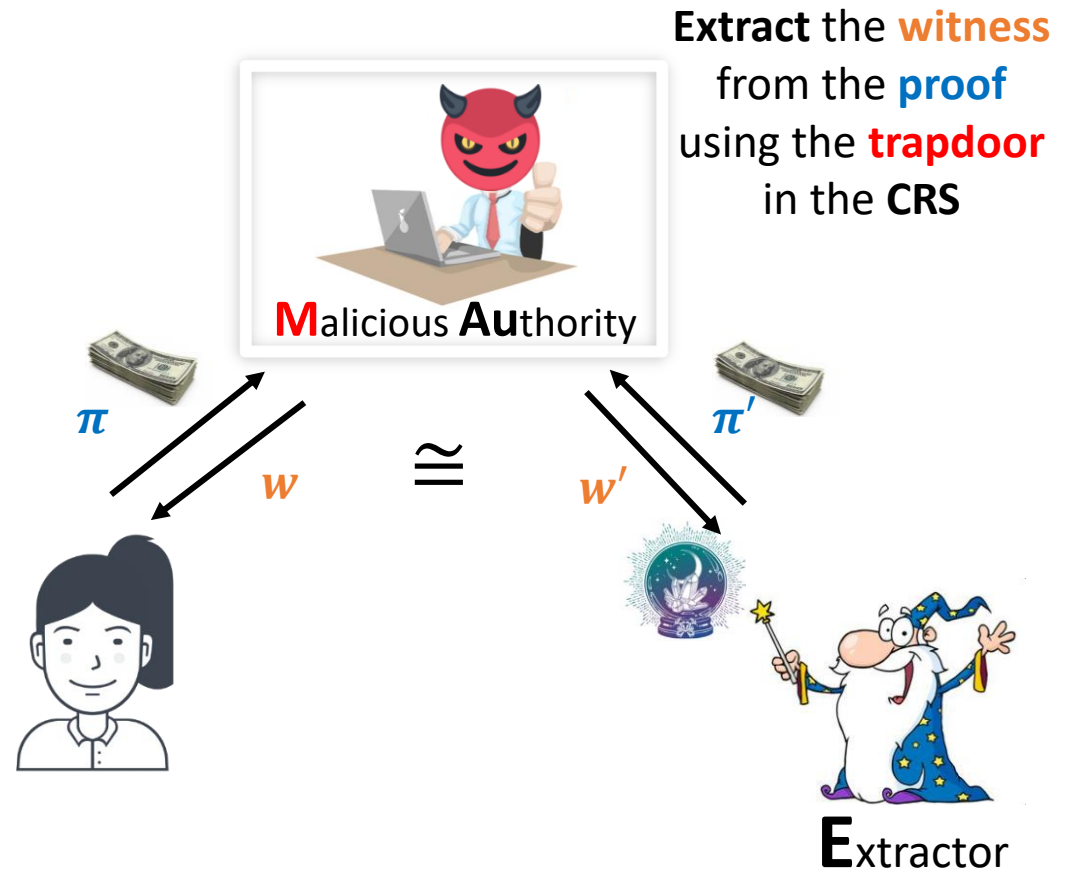 Extract the witness
from the proof
using the trapdoor
in the CRS
Malicious Authority
π
π′
w
≅
w′
Extractor